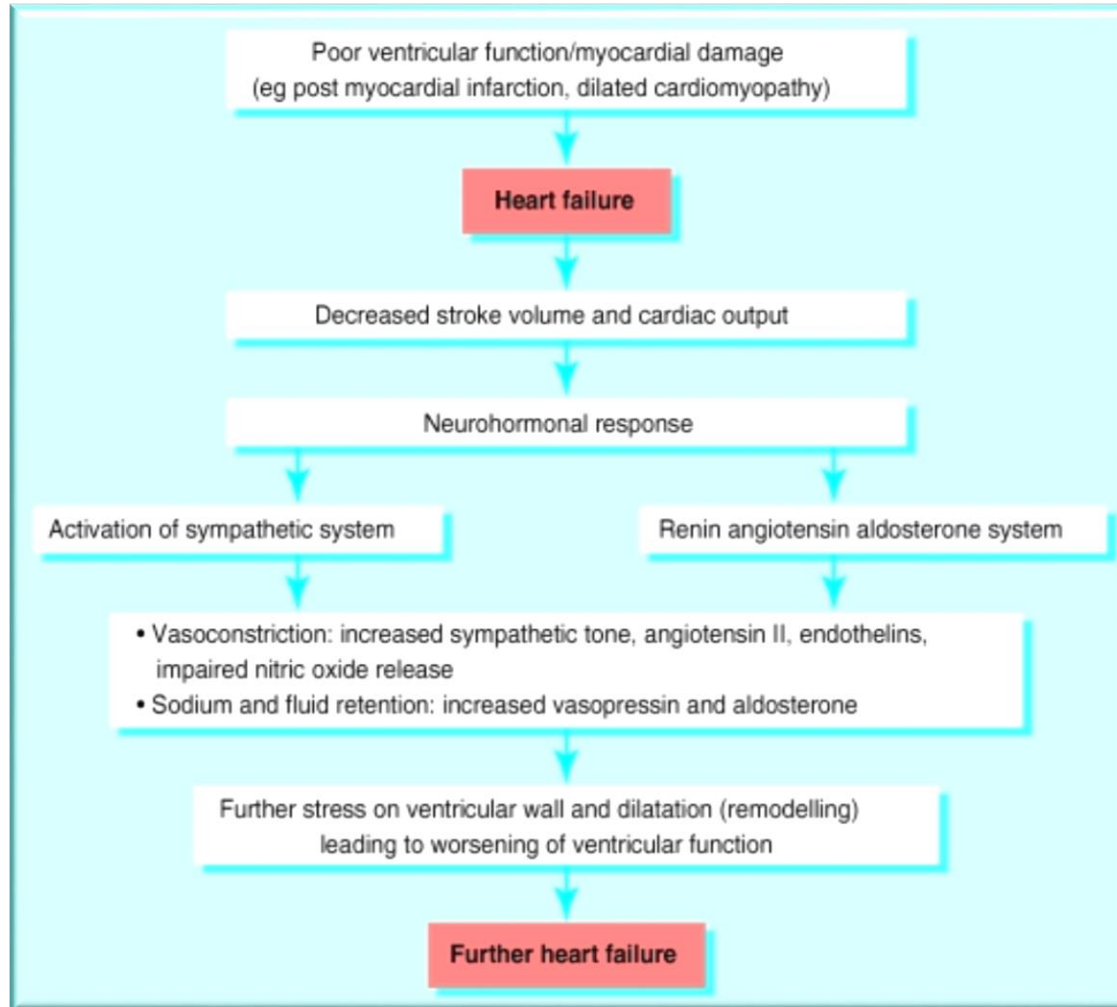 Poor ventricular function/myocardial damage
(eg post myocardial infarction, dilated cardiomyopathy)
Heart failure
Decreased stroke volume and cardiac output
Neurohormonal response
Activation of sympathetic system
Renin angiotensin aldosterone system
• Vasoconstriction: increased sympathetic tone, angiotensin II, endothelins,
impaired nitric oxide release
• Sodium and fluid retention: increased vasopressin and aldosterone
Further stress on ventricular wall and dilatation (remodelling)
leading to worsening of ventricular function
Further heart failure